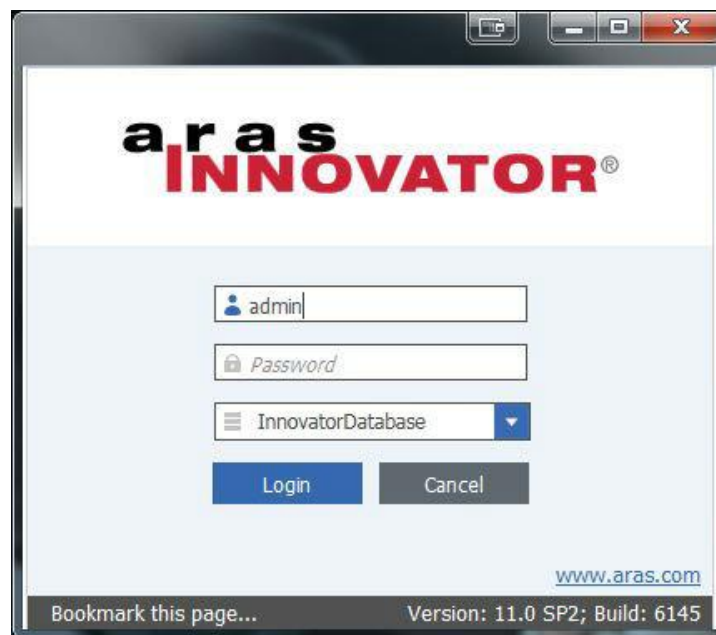 aras
INNOVATOR®
admin
Password
InnovatorDatabase
Login Cancel
www.aras.com
Bookmark this page... Version: 11.0 SP2; Build: 6145